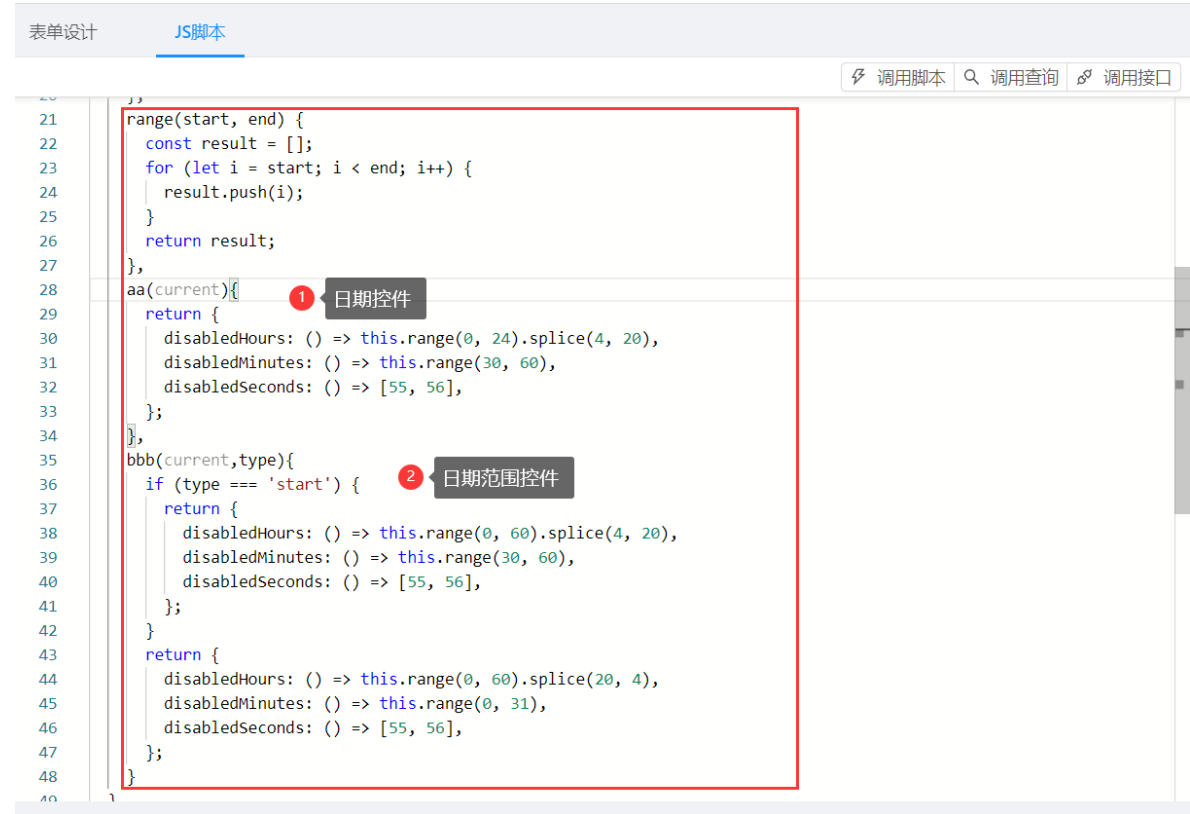 表单设计 JS脚本
调用脚本 调用查询 调用接口
20 },
21 range(start, end) {
22 const result = [];
23 for (let i = start; i < end; i++) {
24 result.push(i);
25 }
26 return result;
27 },
28 aa(current){ 1 日期控件
29 return {
30 disabledHours: () => this.range(0, 24).splice(4, 20),
31 disabledMinutes: () => this.range(30, 60),
32 disabledSeconds: () => [55, 56],
33 };
34 },
35 bbb(current,type){
36 if (type === 'start') { 2 日期范围控件
37 return {
38 disabledHours: () => this.range(0, 60).splice(4, 20),
39 disabledMinutes: () => this.range(30, 60),
40 disabledSeconds: () => [55, 56],
41 };
42 }
43 return {
44 disabledHours: () => this.range(0, 60).splice(20, 4),
45 disabledMinutes: () => this.range(0, 31),
46 disabledSeconds: () => [55, 56],
47 };
48 }
49 }